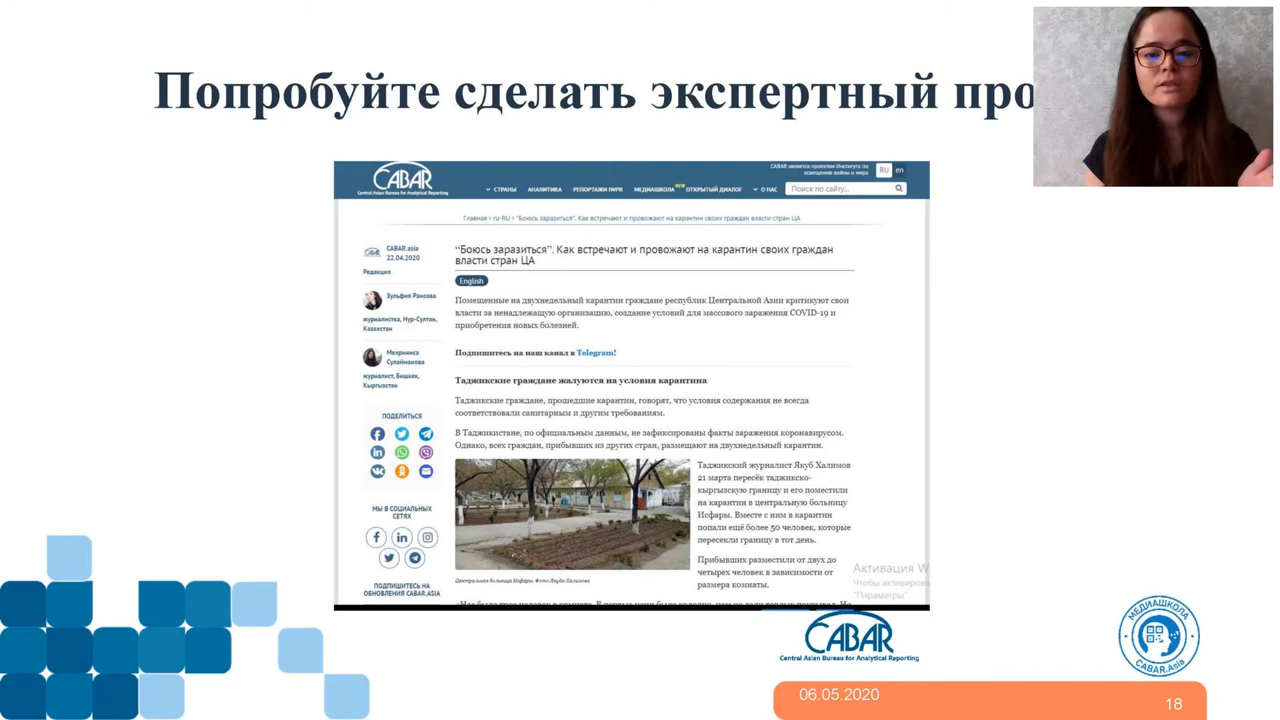 Попробуйте сделать экспертный про
CABAR
Central Asian Bureau for Analytical Reporting
CABAR является проектом Института по
освещению войны и мира
RU en
СТРАНЫ АНАЛИТИКА РЕПОРТАЖИ IWPR МЕДИАШКОЛА NEW ОТКРЫТЫЙ ДИАЛОГ О НАС Поиск по сайту...
Главная › ru-RU › "Боюсь заразиться". Как встречают и провожают на карантин своих граждан власти стран ЦА
CABAR.asia
22.04.2020
Редакция
Зульфия Раисова
журналистка, Нур-Султан,
Казахстан
Мехриниса
Сулайманова
журналист, Бишкек,
Кыргызстан
ПОДЕЛИТЬСЯ
МЫ В СОЦИАЛЬНЫХ
СЕТЯХ
ПОДПИШИТЕСЬ НА
ОБНОВЛЕНИЯ CABAR.ASIA
“Боюсь заразиться”. Как встречают и провожают на карантин своих граждан
власти стран ЦА
English
Помещенные на двухнедельный карантин граждане республик Центральной Азии критикуют свои
власти за ненадлежащую организацию, создание условий для массового заражения COVID-19 и
приобретения новых болезней.
Подпишитесь на наш канал в Telegram!
Таджикские граждане жалуются на условия карантина
Таджикские граждане, прошедшие карантин, говорят, что условия содержания не всегда
соответствовали санитарным и другим требованиям.
В Таджикистане, по официальным данным, не зафиксированы факты заражения коронавирусом.
Однако, всех граждан, прибывших из других стран, размещают на двухнедельный карантин.
Таджикский журналист Якуб Халимов
21 марта пересёк таджикско-
кыргызскую границу и его поместили
на карантин в центральную больницу
Исфары. Вместе с ним в карантин
попали ещё более 50 человек, которые
пересекли границу в тот день.
Прибывших разместили от двух до
четырех человек в зависимости от
размера комнаты.
Центральная больница Исфары. Фото Якуба Халимова
Активация W
Чтобы активиров
"Параметры".
CABAR
Central Asian Bureau for Analytical Reporting
МЕДИАШКОЛА
CABAR.Asia
06.05.2020
18